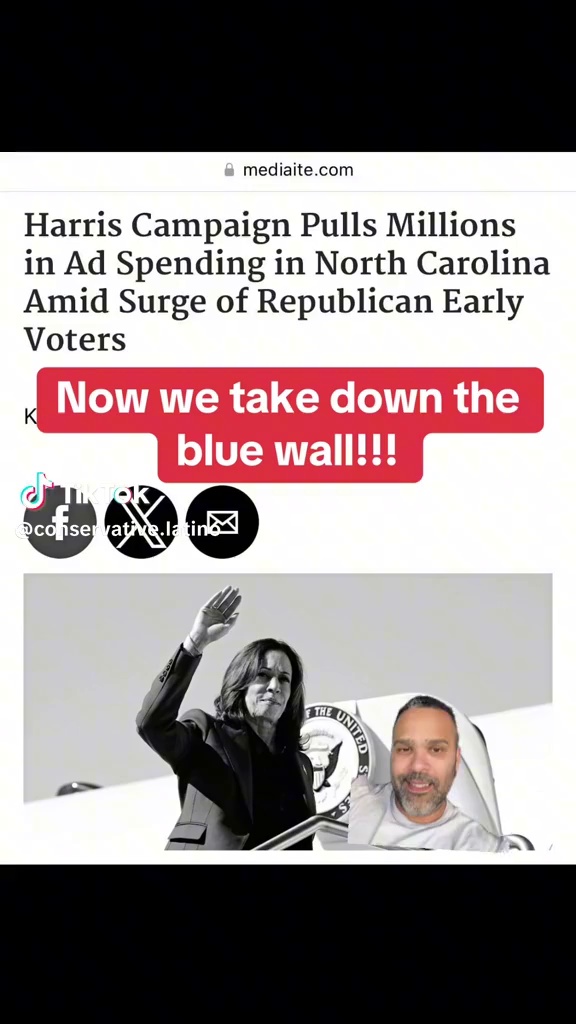 mediaite.com
Harris Campaign Pulls Millions
in Ad Spending in North Carolina
Amid Surge of Republican Early
Voters
K
Now we take down the
blue wall!!!
TikTok
@conservative.latino
OF THE UNITED S